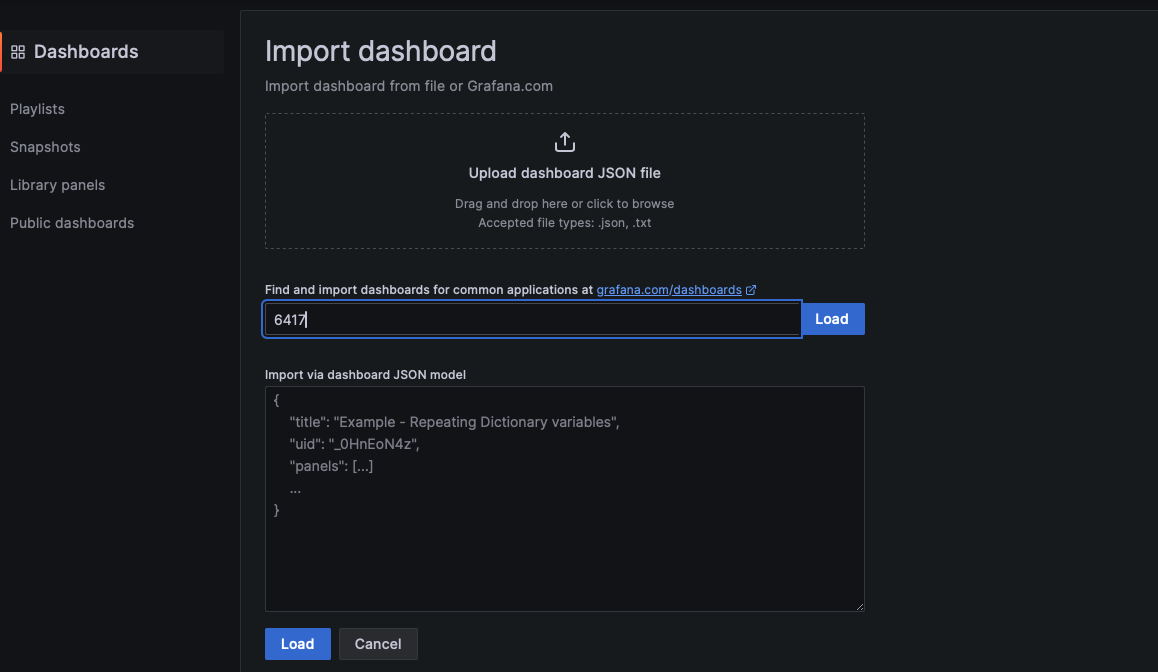 Dashboards
Playlists
Snapshots
Library panels
Public dashboards
Import dashboard
Import dashboard from file or Grafana.com
Upload dashboard JSON file
Drag and drop here or click to browse
Accepted file types: .json, .txt
Find and import dashboards for common applications at grafana.com/dashboards
6417
Load
Import via dashboard JSON model
{
"title": "Example - Repeating Dictionary variables",
"uid": "_0HnEoN4z",
"panels": [...]
...
}
Load
Cancel